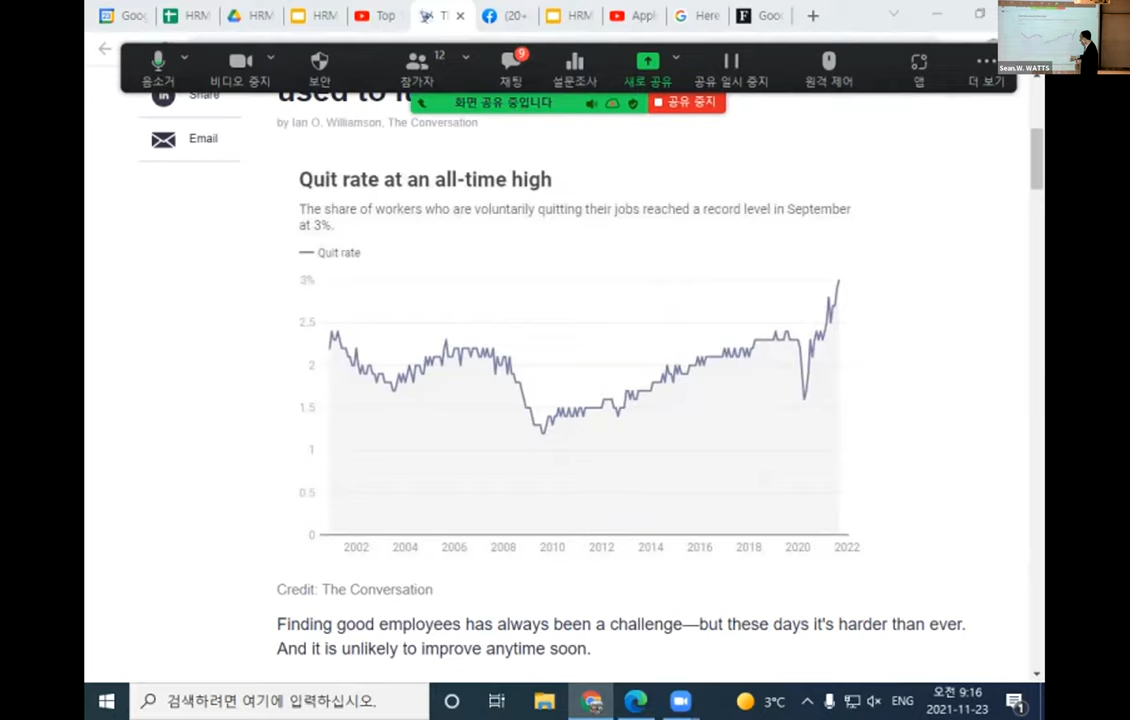 Goog
HRM
HRM
HRM
Top
Tl
(20+
HRM
Appl
Here
Goo
Sean.W. WATTS
음소거
비디오 중지
보안
12
참가자
9
채팅
설문조사
새로 공유
공유 일시 중지
원격 제어
앱
더 보기
화면 공유 중입니다
공유 중지
Share
Email
used to
by Ian O. Williamson, The Conversation
Quit rate at an all-time high
The share of workers who are voluntarily quitting their jobs reached a record level in September
at 3%.
Quit rate
3%
2.5
2
1.5
1
0.5
0
2002 2004 2006 2008 2010 2012 2014 2016 2018 2020 2022
Credit: The Conversation
Finding good employees has always been a challenge—but these days it's harder than ever.
And it is unlikely to improve anytime soon.
검색하려면 여기에 입력하십시오.
3°C
ENG
오전 9:16
2021-11-23
1